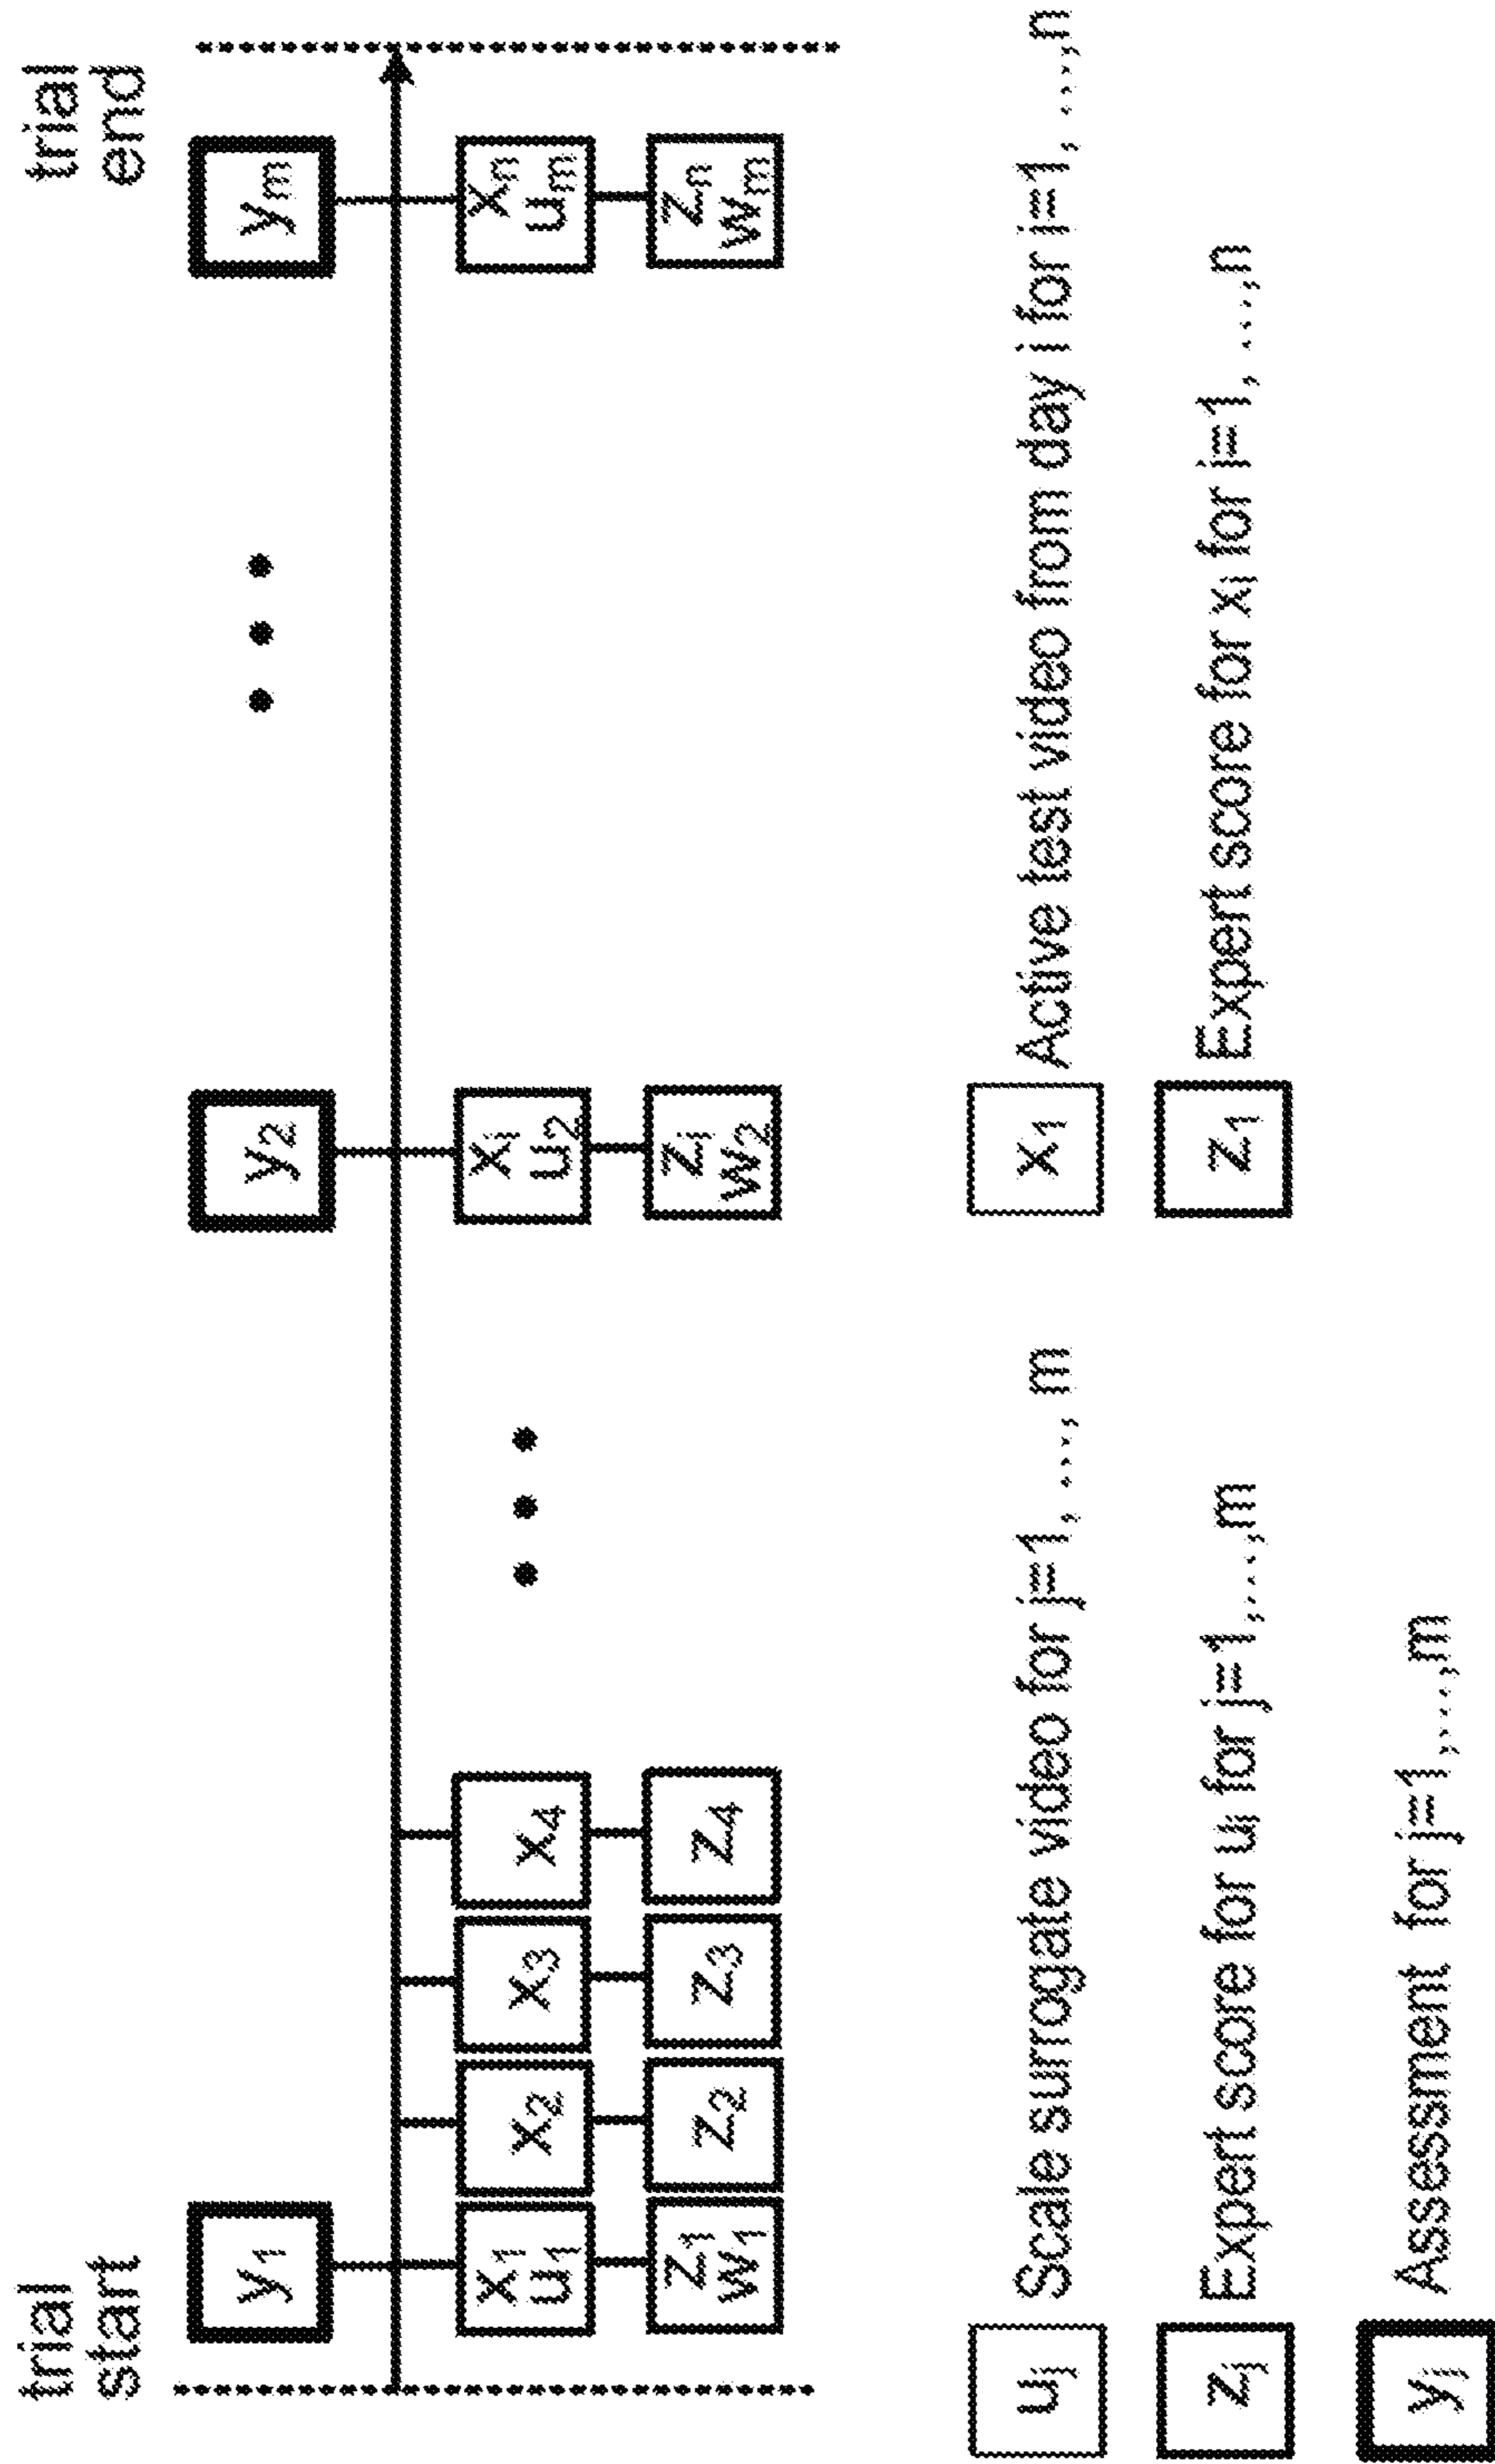 trial
start
trial
end
y₁
y₂
yₘ
x₁
u₁
x₂
x₃
x₄
xᵢ
u₂
xₙ
uₘ
z₁
w₁
z₂
z₃
z₄
zᵢ
w₂
zₙ
wₘ
uⱼ Scale surrogate video for j=1, ..., m
x₁ Active test video from day i for i=1, ...,n
zⱼ Expert score for uⱼ for j=1,...,m
z₁ Expert score for xᵢ for i=1, ...,n
yⱼ Assessment for j=1,...,m